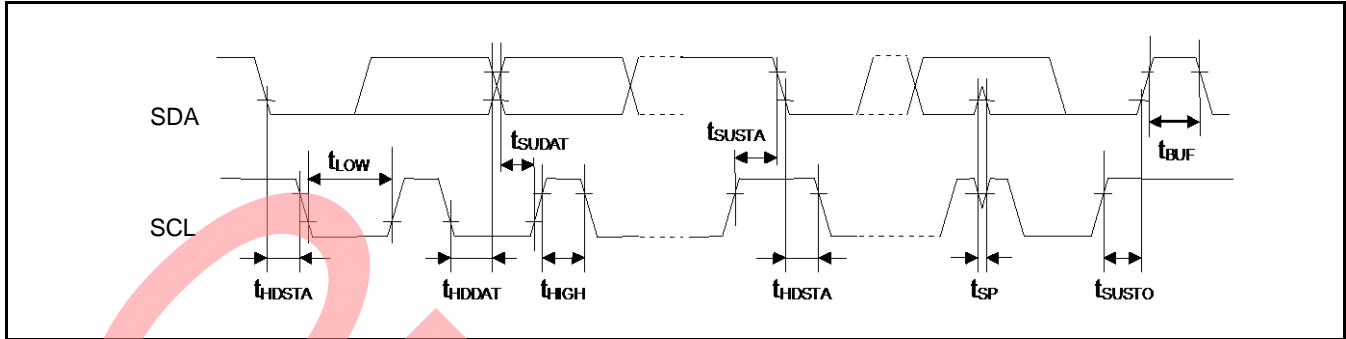 SDA
tSUDAT
tSUSTA
tBUF
tLOW
SCL
tHDSTA
tHDDAT
tHIGH
tHDSTA
tSP
tSUSTO